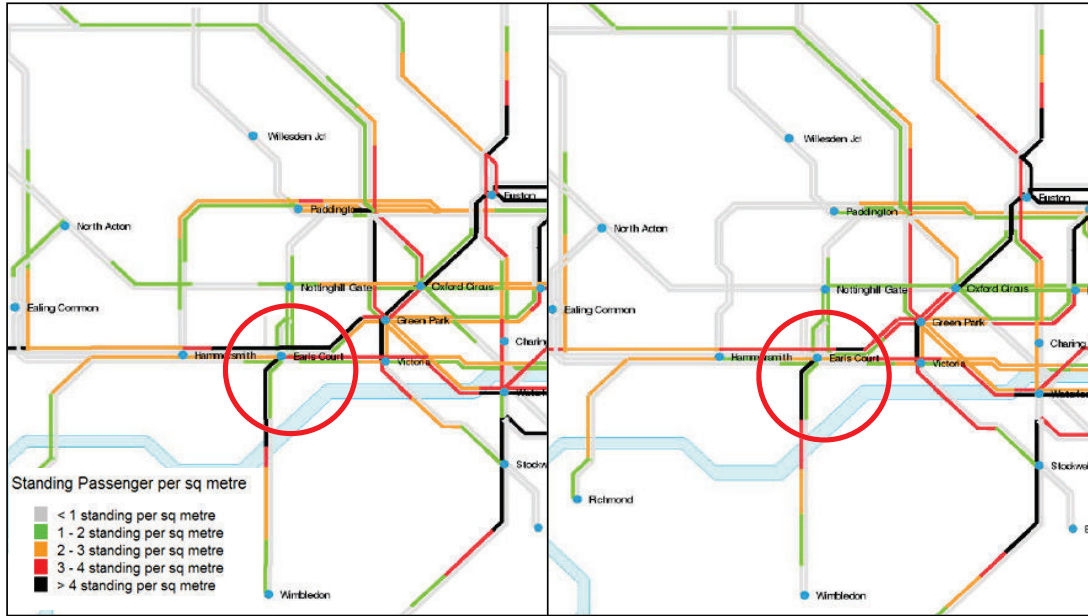 Willesden Jct
Euston
Paddington
North Acton
Nottinghill Gate
Oxford Circus
Ealing Common
Green Park
Charing
Hammersmith
Earls Court
Victoria
Waterloo
Stockwell
Standing Passenger per sq metre
< 1 standing per sq metre
1 - 2 standing per sq metre
2 - 3 standing per sq metre
3 - 4 standing per sq metre
> 4 standing per sq metre
Wimbledon
Willesden Jct
Euston
Paddington
North Acton
Nottinghill Gate
Oxford Circus
Ealing Common
Green Park
Charing
Hammersmith
Earls Court
Victoria
Waterloo
Stockwell
Richmond
Wimbledon